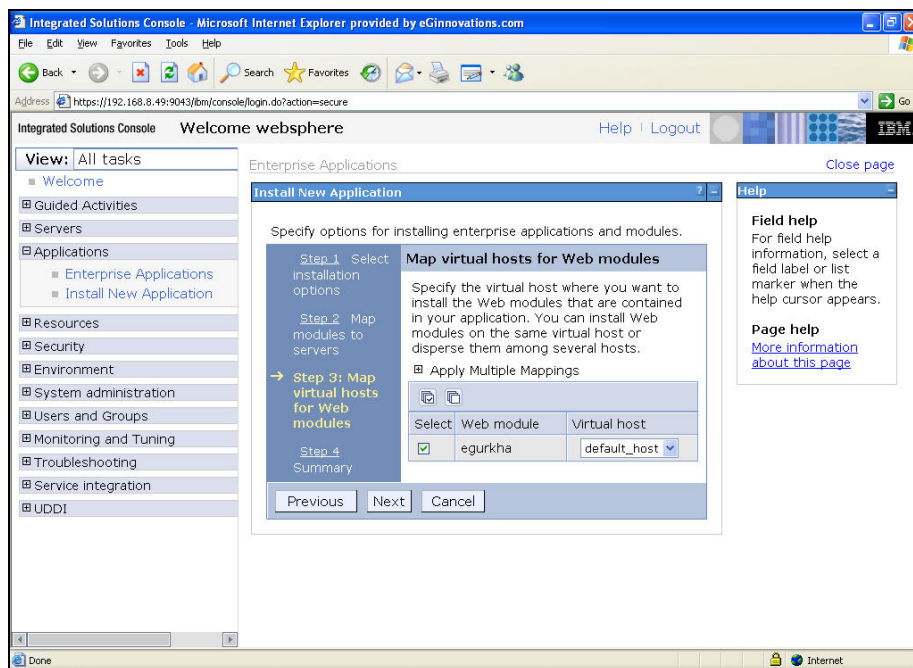 Integrated Solutions Console - Microsoft Internet Explorer provided by eGinnovations.com
File Edit View Favorites Tools Help
Back Search Favorites
Address https://192.168.8.49:9043/ibm/console/login.do?action=secure Go
Integrated Solutions Console Welcome websphere Help Logout IBM
View: All tasks
Welcome
Guided Activities
Servers
Applications
Enterprise Applications
Install New Application
Resources
Security
Environment
System administration
Users and Groups
Monitoring and Tuning
Troubleshooting
Service integration
UDDI
Enterprise Applications Close page
Install New Application ? -
Specify options for installing enterprise applications and modules.
Step 1 Select
installation
options
Step 2 Map
modules to
servers
Step 3: Map
virtual hosts
for Web
modules
Step 4
Summary
Map virtual hosts for Web modules
Specify the virtual host where you want to
install the Web modules that are contained
in your application. You can install Web
modules on the same virtual host or
disperse them among several hosts.
Apply Multiple Mappings
Select Web module Virtual host
egurkha default_host
Previous Next Cancel
Help -
Field help
For field help
information, select a
field label or list
marker when the
help cursor appears.
Page help
More information
about this page
Done Internet